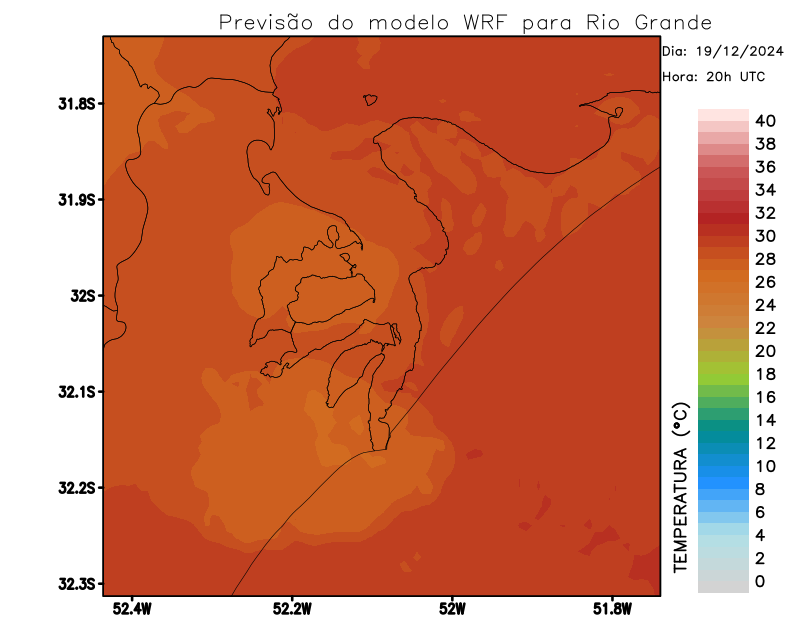 Previsão do modelo WRF para Rio Grande
Dia: 19/12/2024
Hora: 20h UTC
31.8S
31.9S
32S
32.1S
32.2S
32.3S
52.4W
52.2W
52W
51.8W
TEMPERATURA (°C)
40
38
36
34
32
30
28
26
24
22
20
18
16
14
12
10
8
6
4
2
0